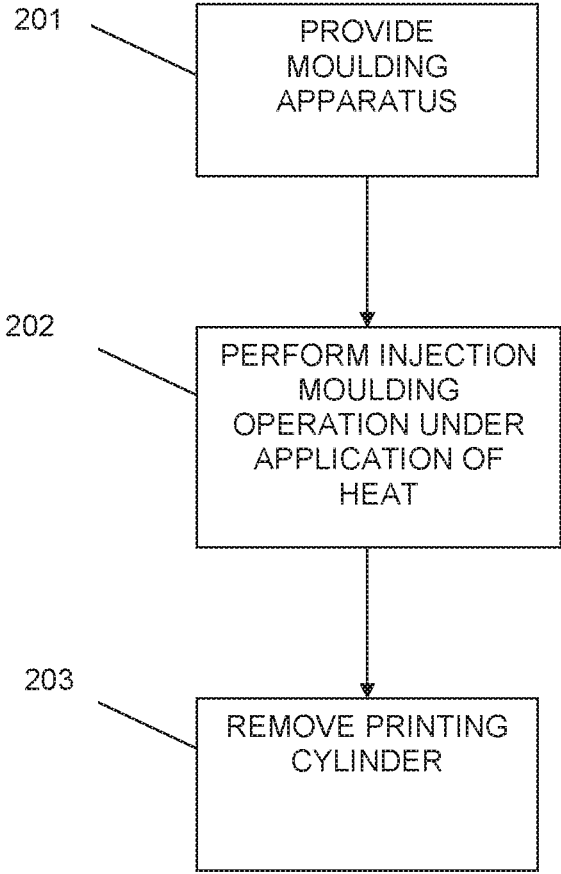 201
PROVIDE
MOULDING
APPARATUS
202
PERFORM INJECTION
MOULDING
OPERATION UNDER
APPLICATION OF
HEAT
203
REMOVE PRINTING
CYLINDER